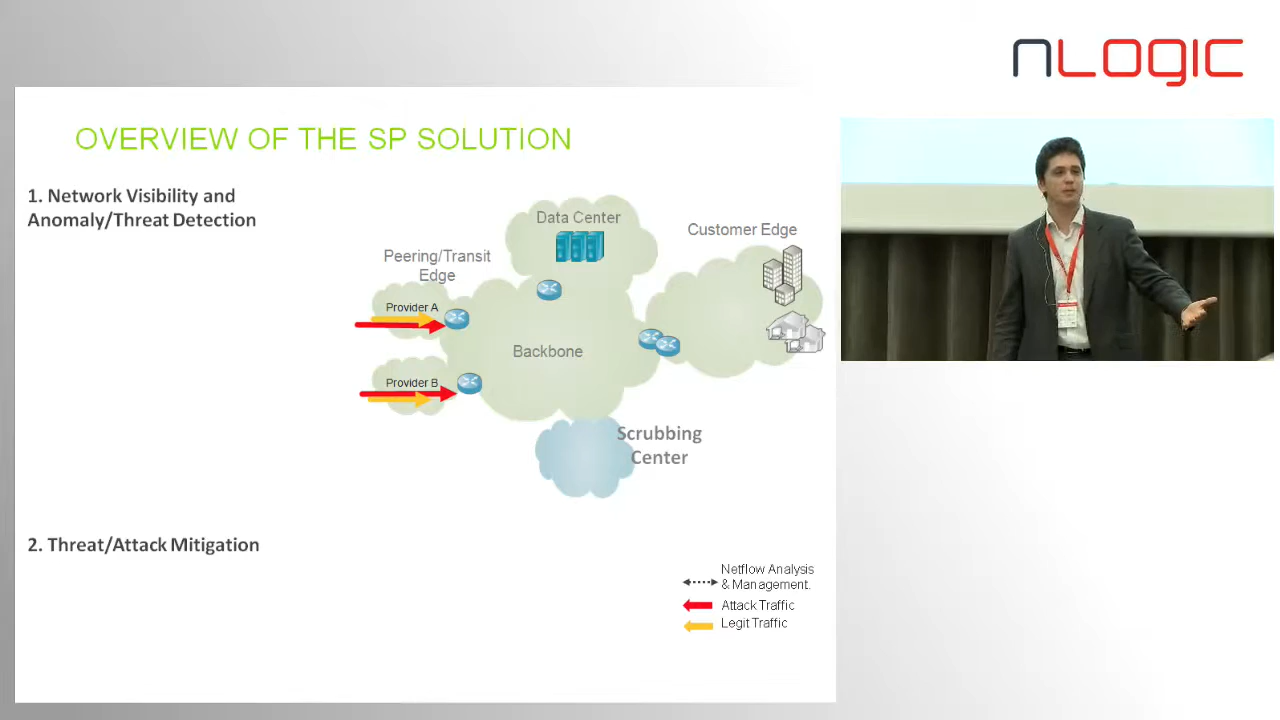 nLOGIC
OVERVIEW OF THE SP SOLUTION
1. Network Visibility and
Anomaly/Threat Detection
Data Center
Customer Edge
Peering/Transit
Edge
Provider A
Backbone
Provider B
Scrubbing
Center
2. Threat/Attack Mitigation
Netflow Analysis
& Management.
Attack Traffic
Legit Traffic